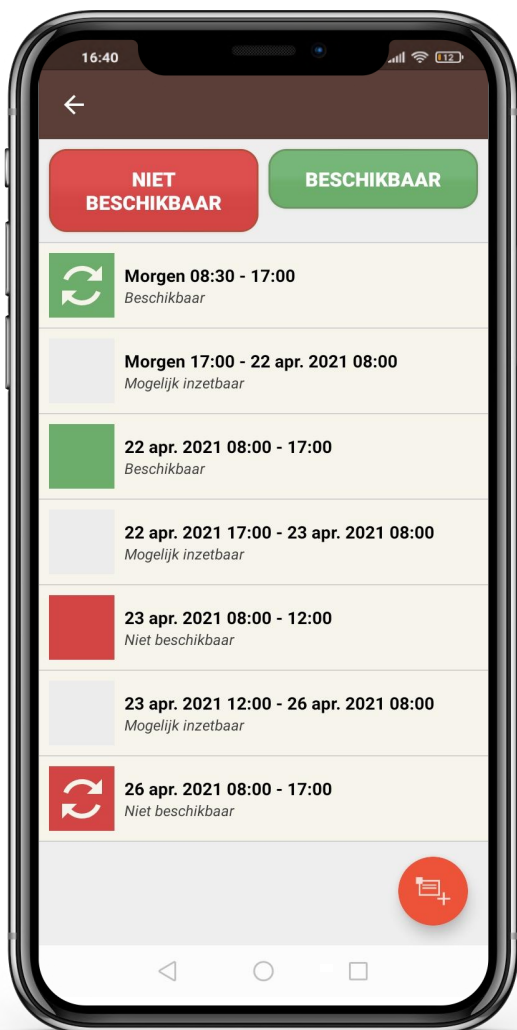 16:40
12
NIET
BESCHIKBAAR
BESCHIKBAAR
Morgen 08:30 - 17:00
Beschikbaar
Morgen 17:00 - 22 apr. 2021 08:00
Mogelijk inzetbaar
22 apr. 2021 08:00 - 17:00
Beschikbaar
22 apr. 2021 17:00 - 23 apr. 2021 08:00
Mogelijk inzetbaar
23 apr. 2021 08:00 - 12:00
Niet beschikbaar
23 apr. 2021 12:00 - 26 apr. 2021 08:00
Mogelijk inzetbaar
26 apr. 2021 08:00 - 17:00
Niet beschikbaar